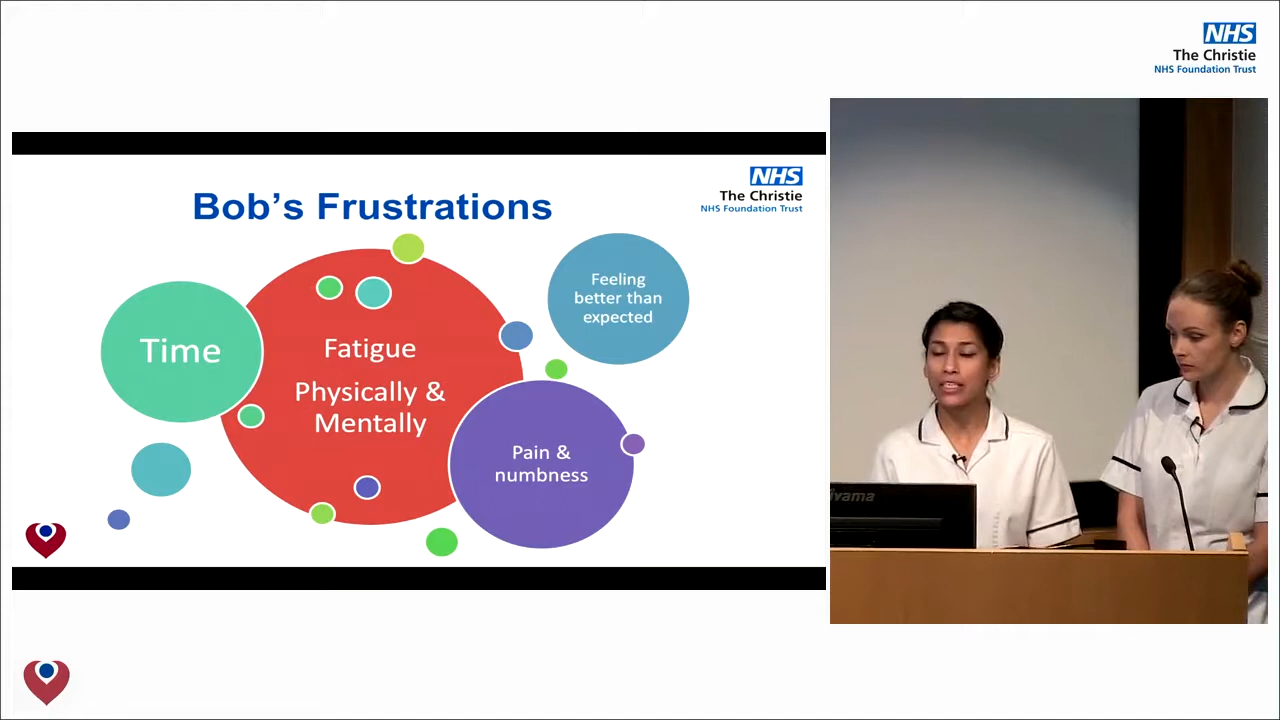 NHS
The Christie
NHS Foundation Trust
Bob's Frustrations
NHS
The Christie
NHS Foundation Trust
Feeling
better than
expected
Time
Fatigue
Physically &
Mentally
Pain &
numbness